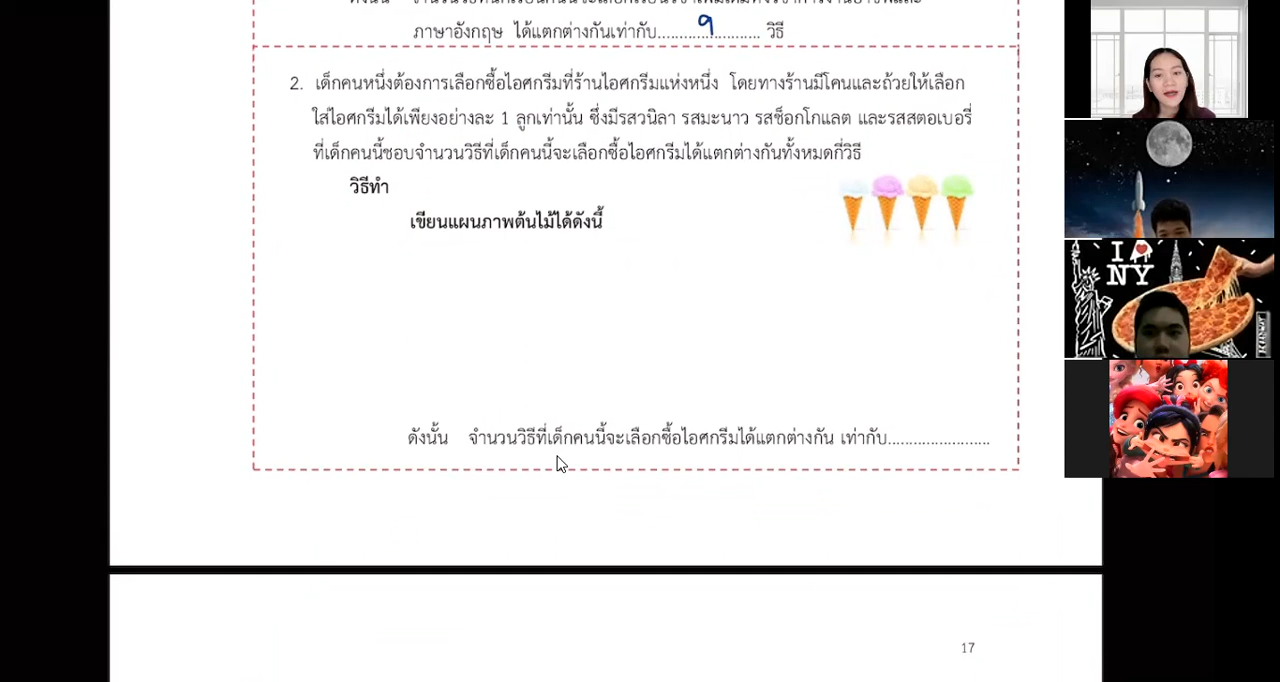 ภาษาอังกฤษ ได้แตกต่างกันเท่ากับ........9........... วิธี
2. เด็กคนหนึ่งต้องการเลือกซื้อไอศกรีมที่ร้านไอศกรีมแห่งหนึ่ง โดยทางร้านมีโคนและถ้วยให้เลือก
ใส่ไอศกรีมได้เพียงอย่างละ 1 ลูกเท่านั้น ซึ่งมีรสวนิลา รสมะนาว รสช็อกโกแลต และรสสตอเบอรี่
ที่เด็กคนนี้ชอบจำนวนวิธีที่เด็กคนนี้จะเลือกซื้อไอศกรีมได้แตกต่างกันทั้งหมดกี่วิธี
วิธีทำ
เขียนแผนภาพต้นไม้ได้ดังนี้
ดังนั้น จำนวนวิธีที่เด็กคนนี้จะเลือกซื้อไอศกรีมได้แตกต่างกัน เท่ากับ........................
17
I
NY